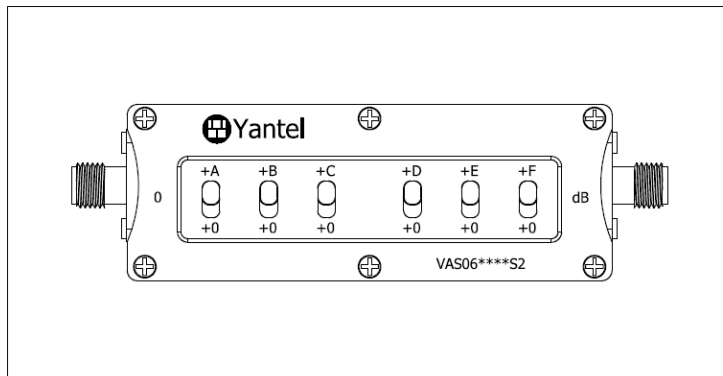 Yantel
+A +B +C +D +E +F
0 dB
+0 +0 +0 +0 +0 +0
VAS06****S2